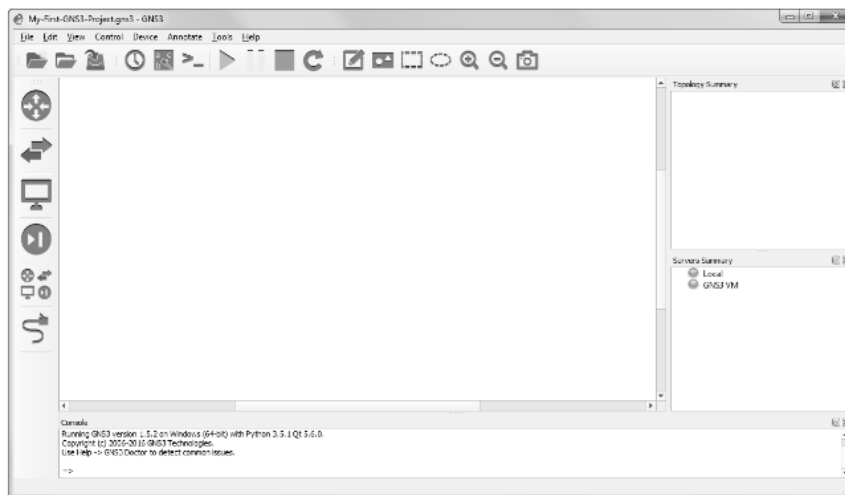 My-First-GNS3-Project.gns3 - GNS3
File Edit View Control Device Annotate Tools Help
Topology Summary
Servers Summary
Local
GNS3 VM
Console
Running GNS3 version 1.5.2 on Windows (64-bit) with Python 3.5.1 Qt 5.6.0.
Copyright (c) 2006-2016 GNS3 Technologies.
Use Help -> GNS3 Doctor to detect common issues.
=>